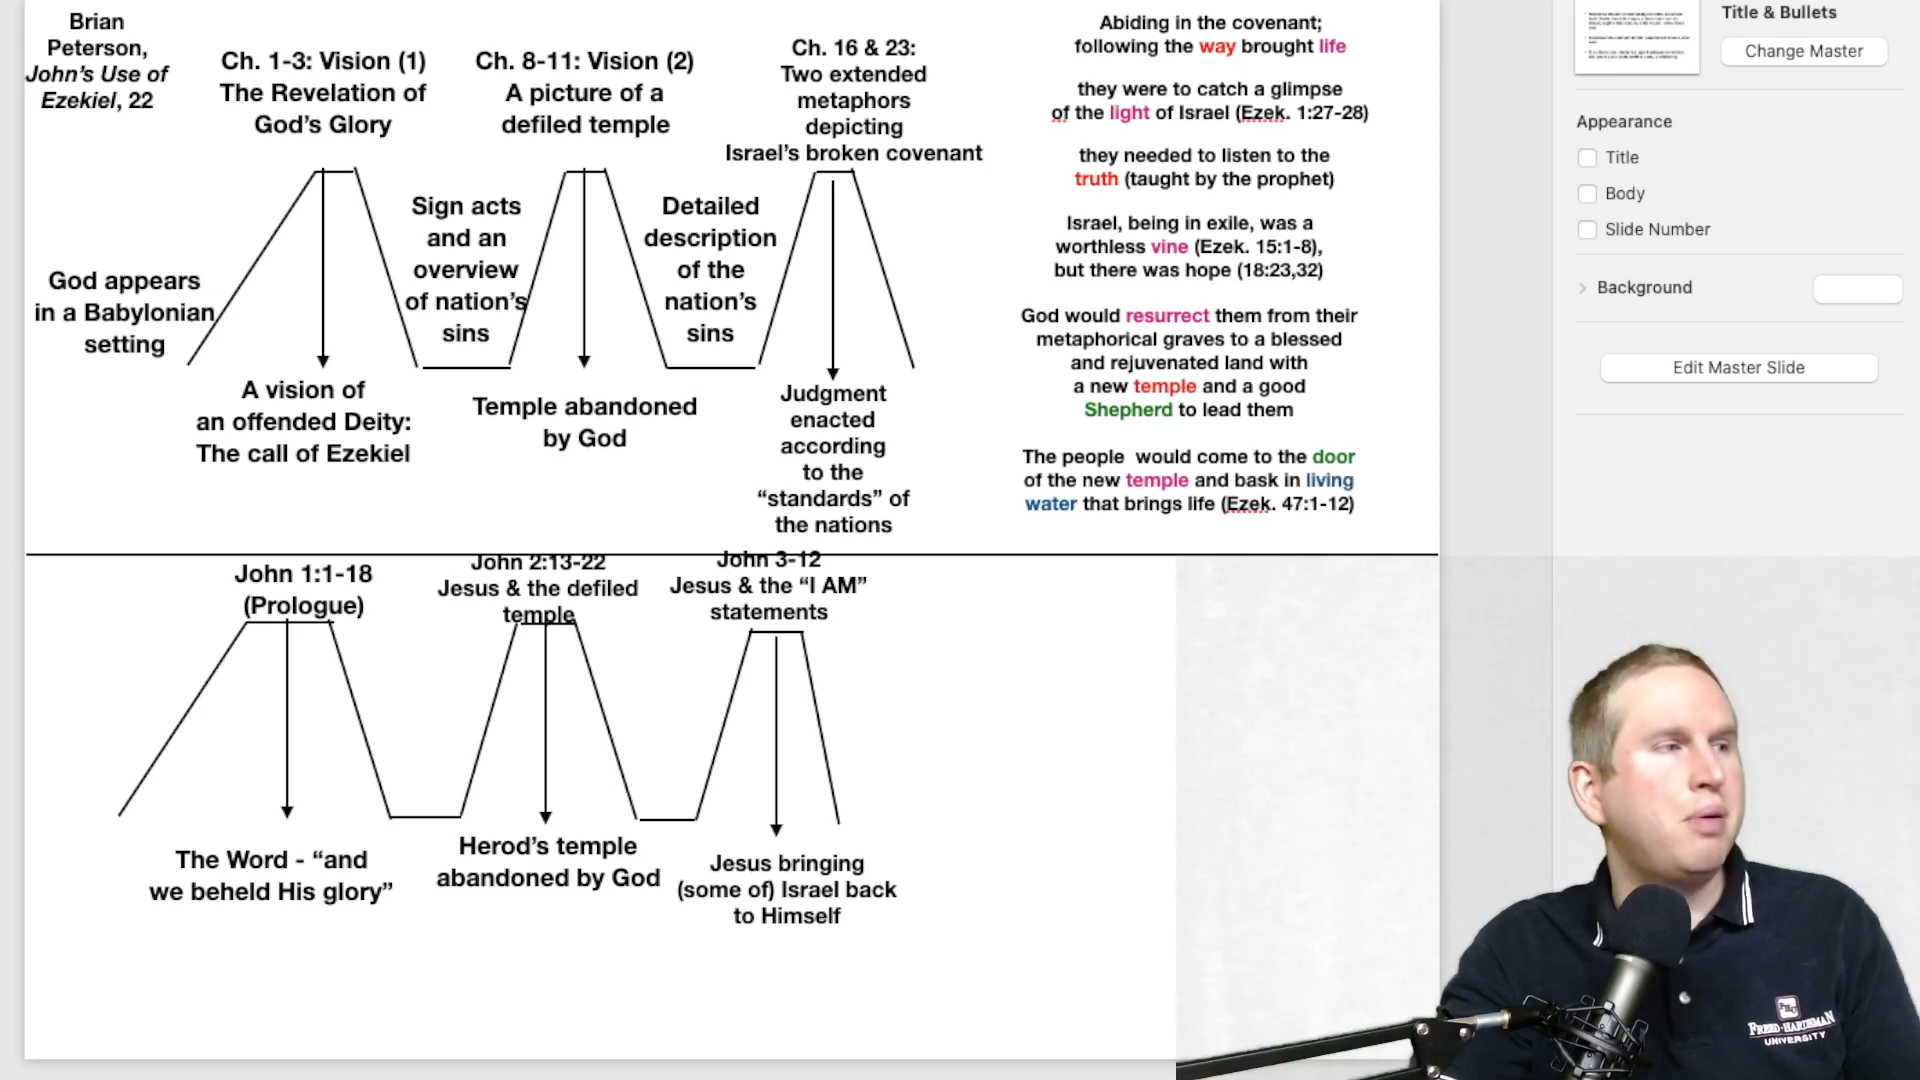 Brian
Peterson,
John's Use of
Ezekiel, 22
Ch. 1-3: Vision (1)
The Revelation of
God's Glory
Ch. 8-11: Vision (2)
A picture of a
defiled temple
Ch. 16 & 23:
Two extended
metaphors
depicting
Israel's broken covenant
God appears
in a Babylonian
setting
Sign acts
and an
overview
of nation's
sins
Detailed
description
of the
nation's
sins
A vision of
an offended Deity:
The call of Ezekiel
Temple abandoned
by God
Judgment
enacted
according
to the
“standards” of
the nations
Abiding in the covenant;
following the way brought life
they were to catch a glimpse
of the light of Israel (Ezek. 1:27-28)
they needed to listen to the
truth (taught by the prophet)
Israel, being in exile, was a
worthless vine (Ezek. 15:1-8),
but there was hope (18:23,32)
God would resurrect them from their
metaphorical graves to a blessed
and rejuvenated land with
a new temple and a good
Shepherd to lead them
The people would come to the door
of the new temple and bask in living
water that brings life (Ezek. 47:1-12)
John 1:1-18
(Prologue)
John 2:13-22
Jesus & the defiled
temple
John 3-12
Jesus & the “I AM”
statements
The Word - “and
we beheld His glory”
Herod's temple
abandoned by God
Jesus bringing
(some of) Israel back
to Himself
Title & Bullets
Change Master
Appearance
Title
Body
Slide Number
Background
Edit Master Slide
FREED-HARDEMAN
UNIVERSITY